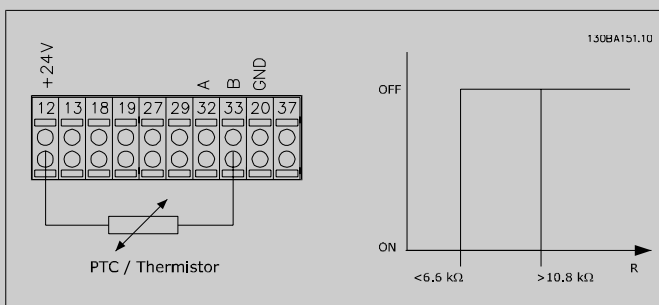 130BA151.10
+24V
A
B
GND
12 13 18 19 27 29 32 33 20 37
PTC / Thermistor
OFF
ON
<6.6 kΩ
>10.8 kΩ
R